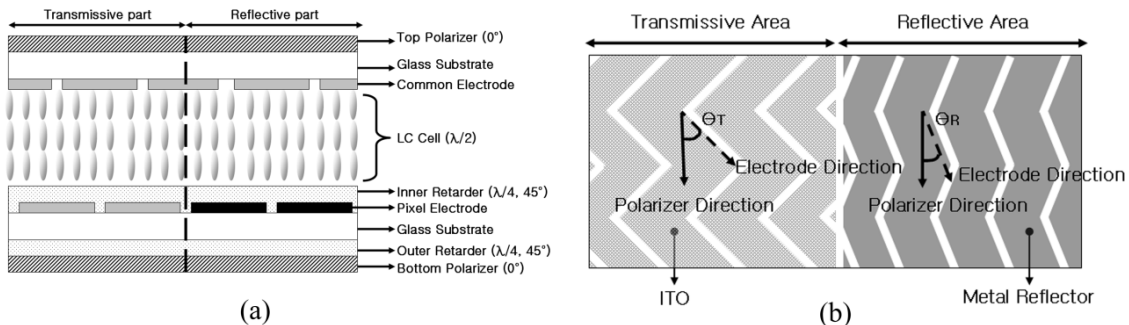 Transmissive part
Reflective part
Top Polarizer (0°)
Glass Substrate
Common Electrode
LC Cell (λ/2)
Inner Retarder (λ/4, 45°)
Pixel Electrode
Glass Substrate
Outer Retarder (λ/4, 45°)
Bottom Polarizer (0°)
(a)
Transmissive Area
Reflective Area
ΘT
Electrode Direction
Polarizer Direction
ΘR
Electrode Direction
Polarizer Direction
ITO
Metal Reflector
(b)